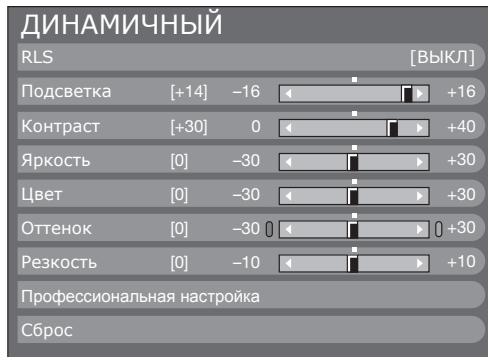 ДИНАМИЧНЫЙ
RLS [ВЫКЛ]
Подсветка [+14] –16 +16
Контраст [+30] 0 +40
Яркость [0] –30 +30
Цвет [0] –30 +30
Оттенок [0] –30 +30
Резкость [0] –10 +10
Профессиональная настройка
Сброс